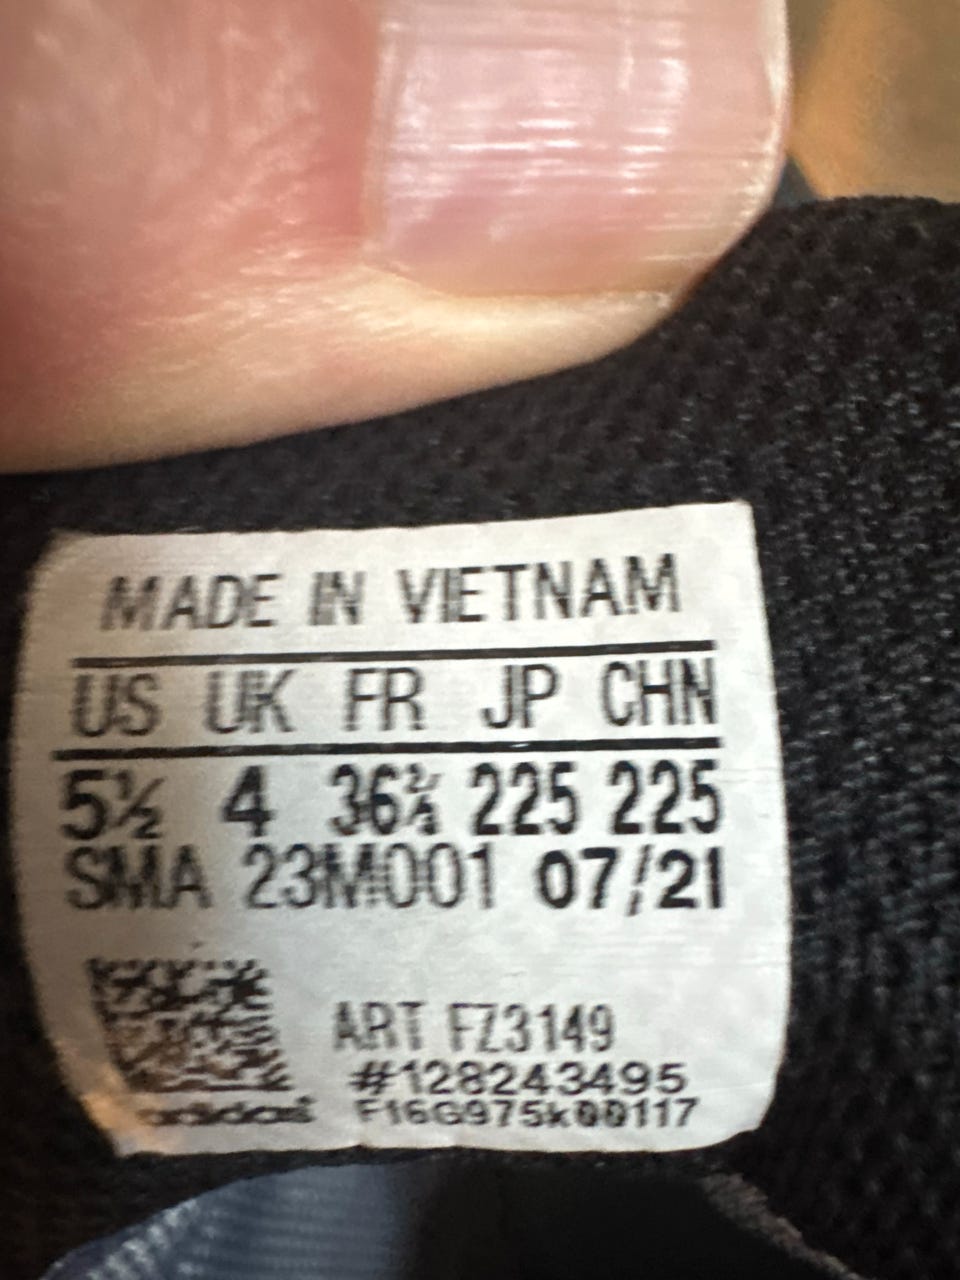 MADE IN VIETNAM
US UK FR JP CHN
5½ 4 36⅔ 225 225
SMA 23M001 07/21
ART FZ3149
#128243495
adidas F16G975k00117